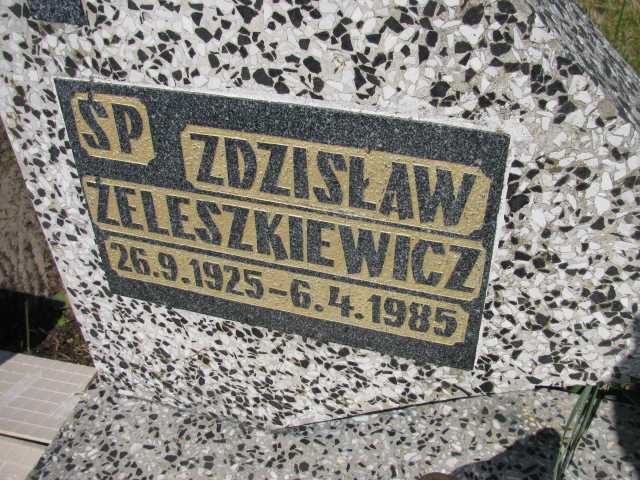 ŚP ZDZISŁAW
ŻELESZKIEWICZ
26.9.1925-6.4.1985